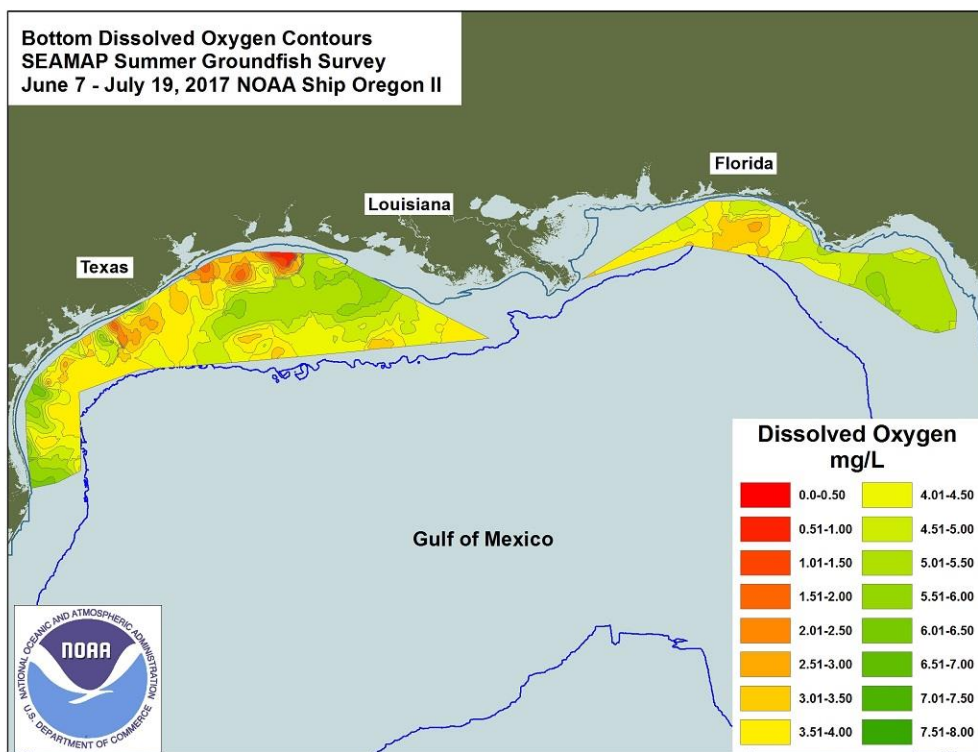 Bottom Dissolved Oxygen Contours
SEAMAP Summer Groundfish Survey
June 7 - July 19, 2017 NOAA Ship Oregon II
Florida
Louisiana
Texas
Gulf of Mexico
Dissolved Oxygen
mg/L
0.0-0.50
0.51-1.00
1.01-1.50
1.51-2.00
2.01-2.50
2.51-3.00
3.01-3.50
3.51-4.00
4.01-4.50
4.51-5.00
5.01-5.50
5.51-6.00
6.01-6.50
6.51-7.00
7.01-7.50
7.51-8.00
NATIONAL OCEANIC AND ATMOSPHERIC ADMINISTRATION
NOAA
U.S. DEPARTMENT OF COMMERCE